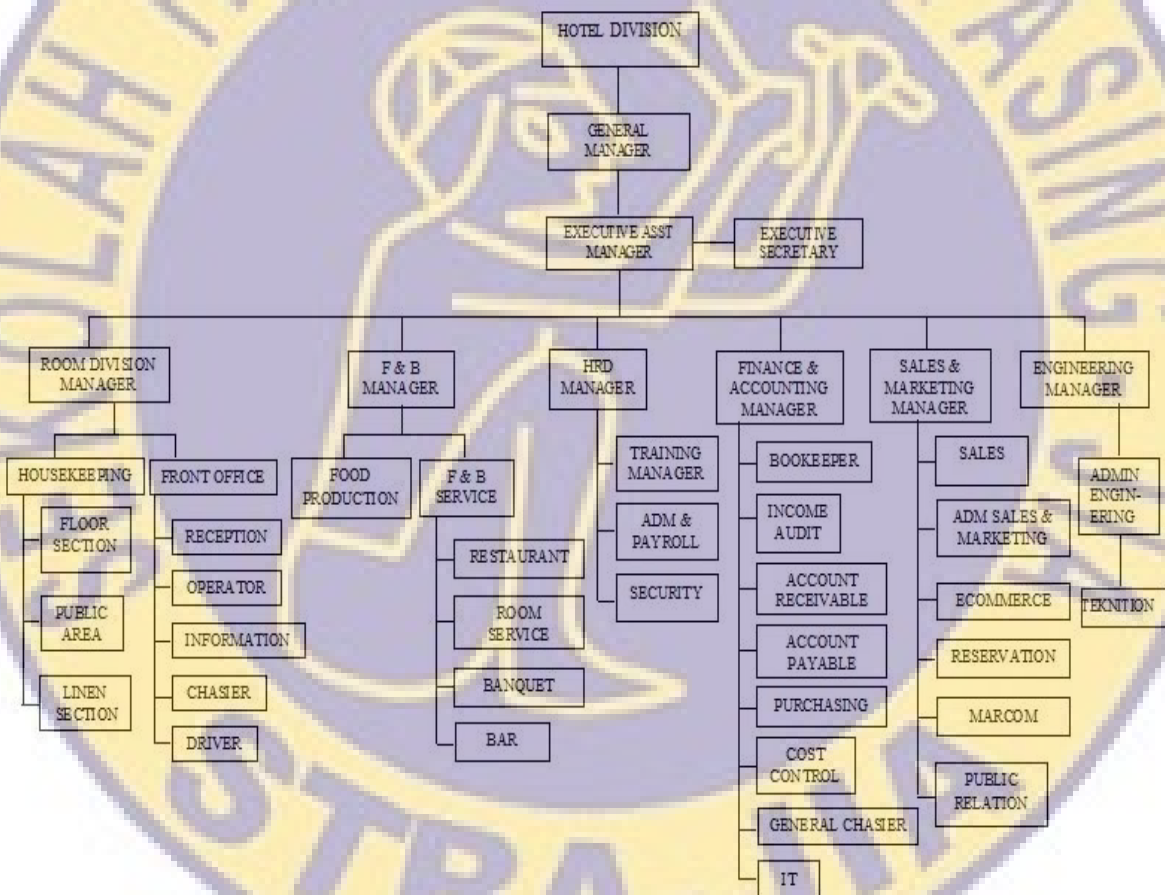 HOTEL DIVISION
GENERAL
MANAGER
EXECUTIVE ASST
MANAGER
EXECUTIVE
SECRETARY
ROOM DIVISION
MANAGER
F & B
MANAGER
HRD
MANAGER
FINANCE &
ACCOUNTING
MANAGER
SALES &
MARKETING
MANAGER
ENGINEERING
MANAGER
HOUSEKEEPING
FLOOR
SECTION
PUBLIC
AREA
LINEN
SECTION
FRONT OFFICE
RECEPTION
OPERATOR
INFORMATION
CHASIER
DRIVER
FOOD
PRODUCTION
F & B
SERVICE
RESTAURANT
ROOM
SERVICE
BANQUET
BAR
TRAINING
MANAGER
ADM &
PAYROLL
SECURITY
BOOKEEPER
INCOME
AUDIT
ACCOUNT
RECEIVABLE
ACCOUNT
PAYABLE
PURCHASING
COST
CONTROL
GENERAL CHASIER
IT
SALES
ADM SALES &
MARKETING
ECOMMERCE
RESERVATION
MARCOM
PUBLIC
RELATION
ADMIN
ENGIN-
ERING
TEKNITION